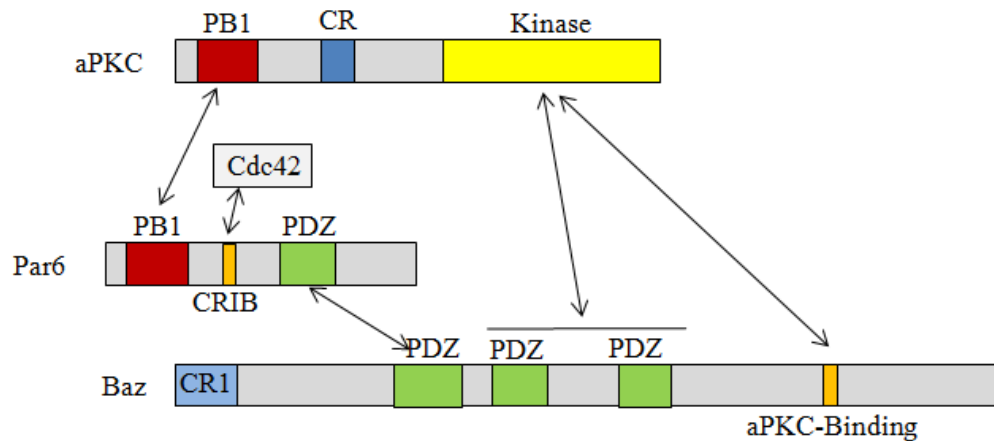 PB1 CR Kinase
aPKC
Cdc42
PB1 PDZ
Par6
CRIB
PDZ PDZ PDZ
Baz CR1
aPKC-Binding